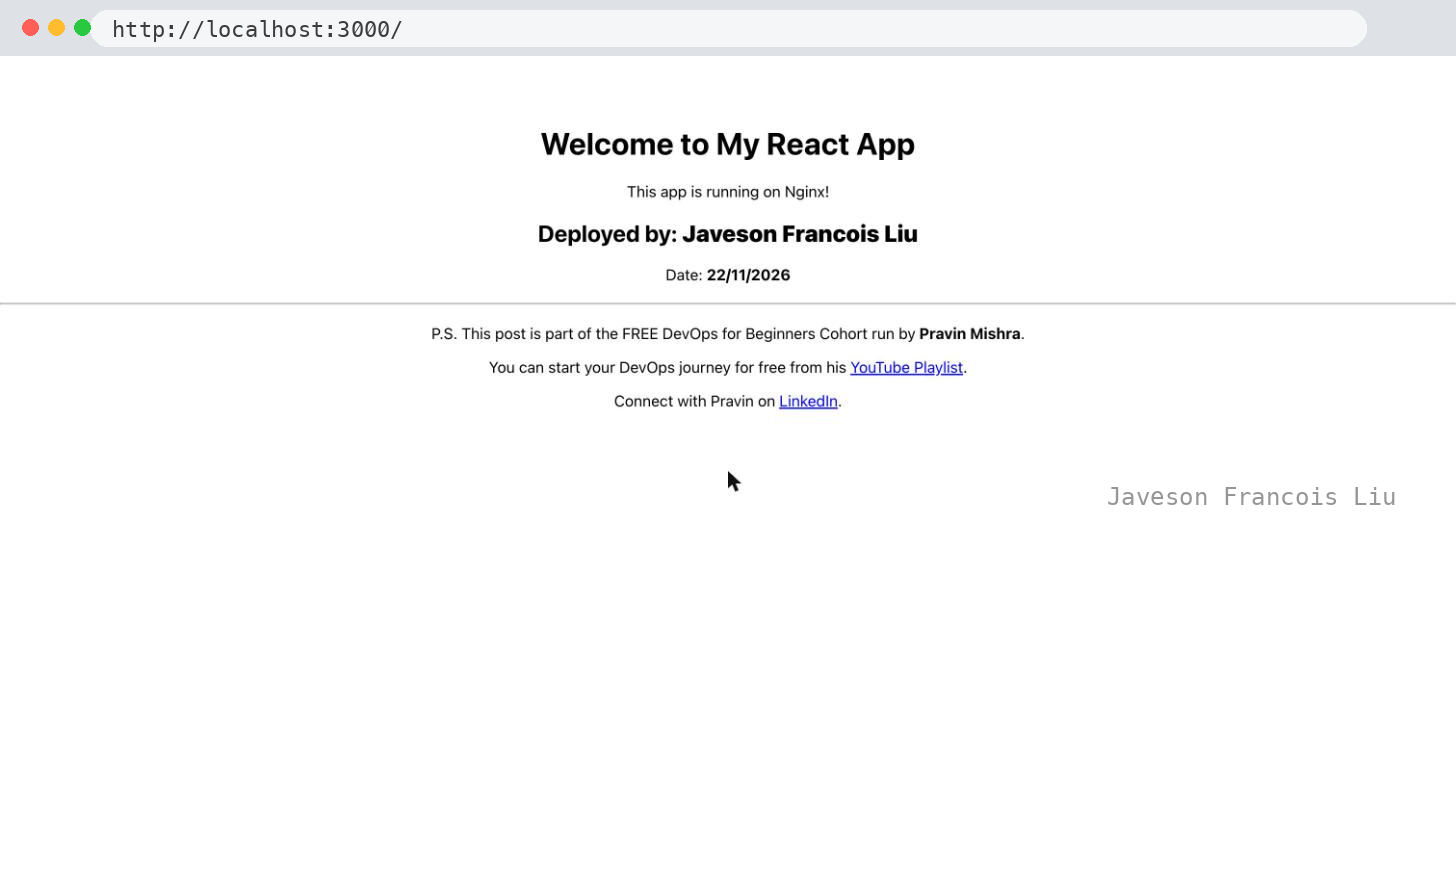 http://localhost:3000/
Welcome to My React App
This app is running on Nginx!
Deployed by: Javeson Francois Liu
Date: 22/11/2026
P.S. This post is part of the FREE DevOps for Beginners Cohort run by Pravin Mishra.
You can start your DevOps journey for free from his YouTube Playlist.
Connect with Pravin on LinkedIn.
Javeson Francois Liu